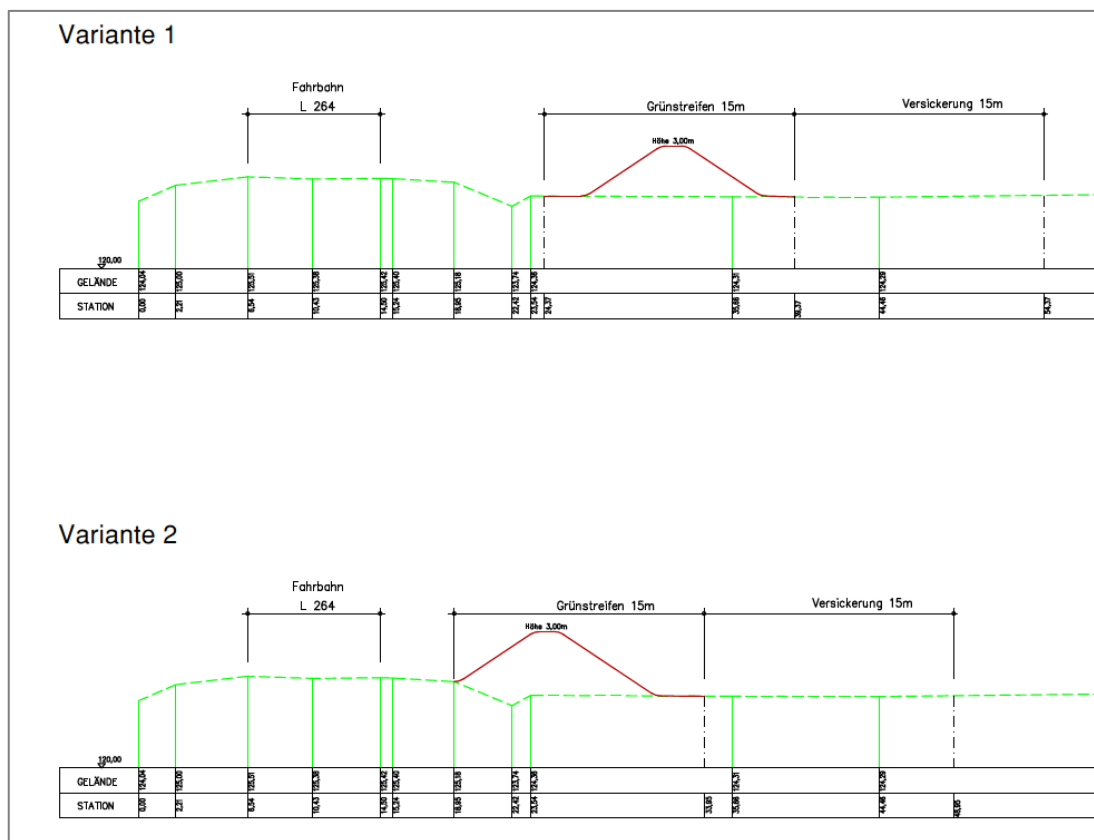 Variante 1
Fahrbahn
L 264
Grünstreifen 15m
Versickerung 15m
Höhe 3,00m
120,00
GELÄNDE 124,04 125,00 125,51 125,38 125,42 125,40 125,18 123,74 124,36 124,31 124,29
STATION 0,00 2,21 6,54 10,43 14,50 15,24 18,95 22,42 23,54 24,37 35,66 39,37 44,46 54,37
Variante 2
Fahrbahn
L 264
Grünstreifen 15m
Versickerung 15m
Höhe 3,00m
120,00
GELÄNDE 124,04 125,00 125,51 125,38 125,42 125,40 125,18 123,74 124,36 124,31 124,29
STATION 0,00 2,21 6,54 10,43 14,50 15,24 18,95 22,42 23,54 33,95 35,66 44,46 48,95